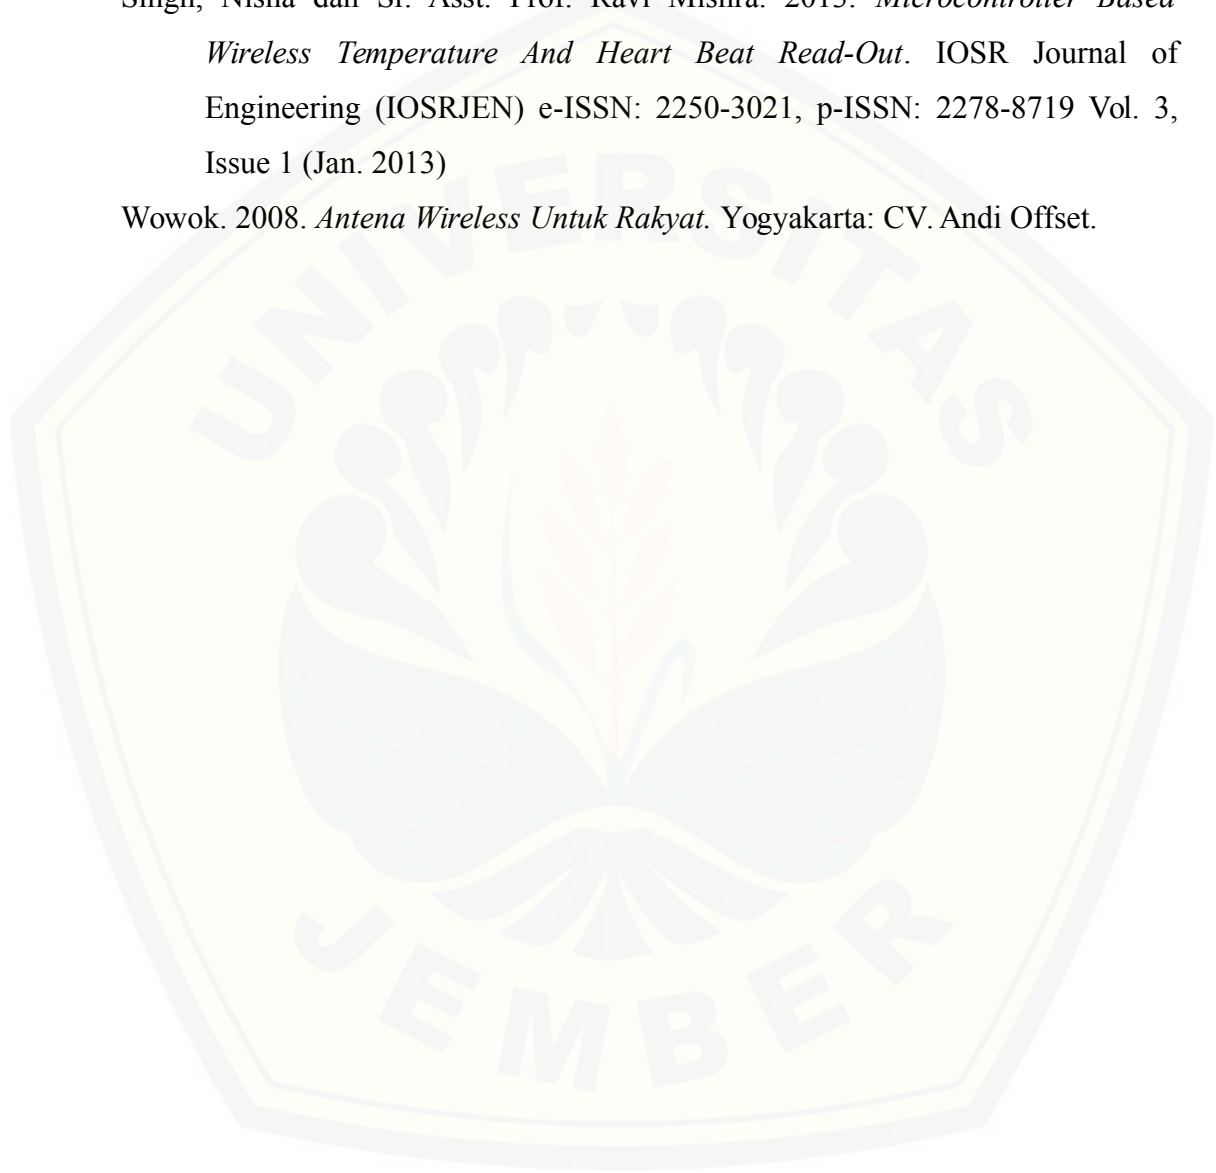 Singh, Nisha dan Sr. Asst. Prof. Ravi Mishra. 2013. Microcontroller Based
Wireless Temperature And Heart Beat Read-Out. IOSR Journal of
Engineering (IOSRJEN) e-ISSN: 2250-3021, p-ISSN: 2278-8719 Vol. 3,
Issue 1 (Jan. 2013)
Wowok. 2008. Antena Wireless Untuk Rakyat. Yogyakarta: CV. Andi Offset.
UNIVERSITAS
JEMBER